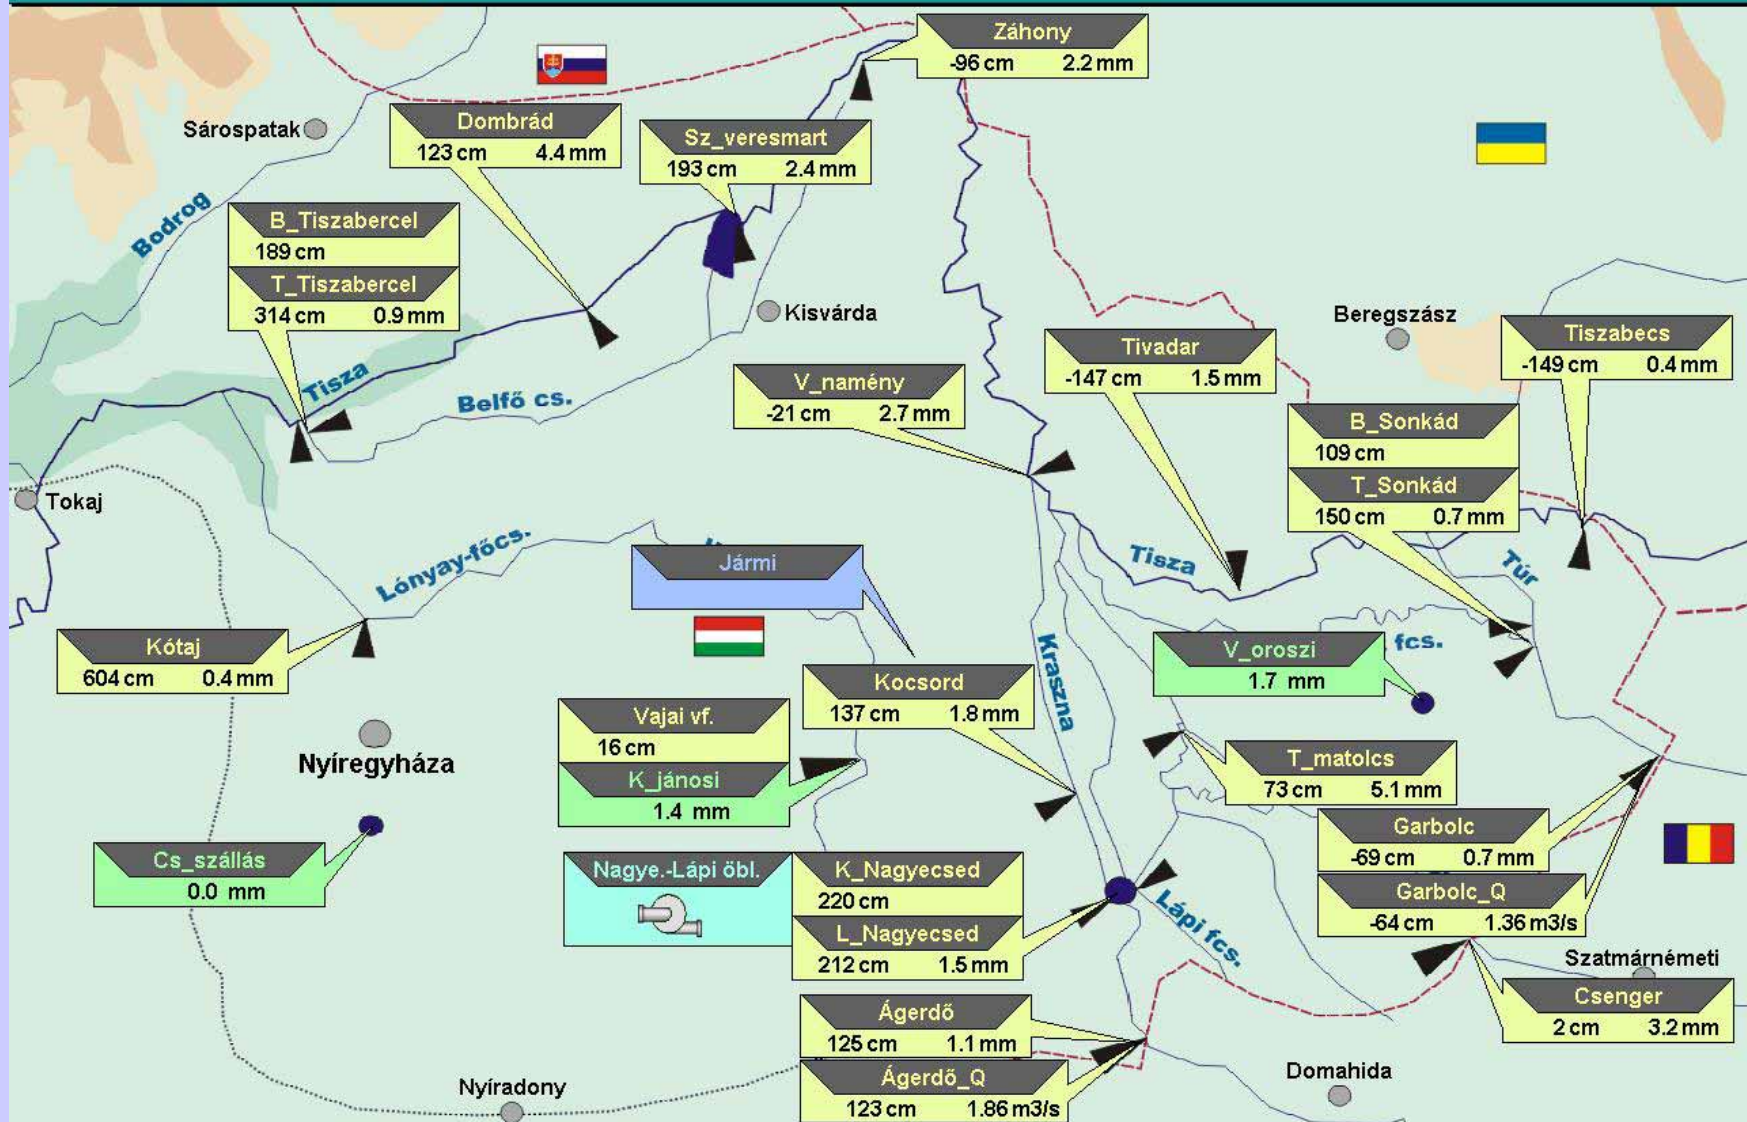 Záhony
-96 cm 2.2 mm
Dombrád
123 cm 4.4 mm
Sz_veresmart
193 cm 2.4 mm
Sárospatak
Bodrog
B_Tiszabercel
189 cm
T_Tiszabercel
314 cm 0.9 mm
Kisvárda
Beregszász
Tiszabecs
-149 cm 0.4 mm
Tivadar
-147 cm 1.5 mm
V_namény
-21 cm 2.7 mm
Tisza
Belfő cs.
B_Sonkád
109 cm
T_Sonkád
150 cm 0.7 mm
Tokaj
Lónyay-főcs.
Tisza
Túr
Jármi
Kótaj
604 cm 0.4 mm
Kraszna
V_oroszi
1.7 mm
fcs.
Kocsord
137 cm 1.8 mm
Vajai vf.
16 cm
K_jánosi
1.4 mm
Nyíregyháza
T_matolcs
73 cm 5.1 mm
Garbolc
-69 cm 0.7 mm
Garbolc_Q
-64 cm 1.36 m3/s
Cs_szállás
0.0 mm
Nagye.-Lápi öbl.
K_Nagyecsed
220 cm
L_Nagyecsed
212 cm 1.5 mm
Lápi fcs.
Szatmárnémeti
Csenger
2 cm 3.2 mm
Ágerdő
125 cm 1.1 mm
Ágerdő_Q
123 cm 1.86 m3/s
Nyíradony
Domahida